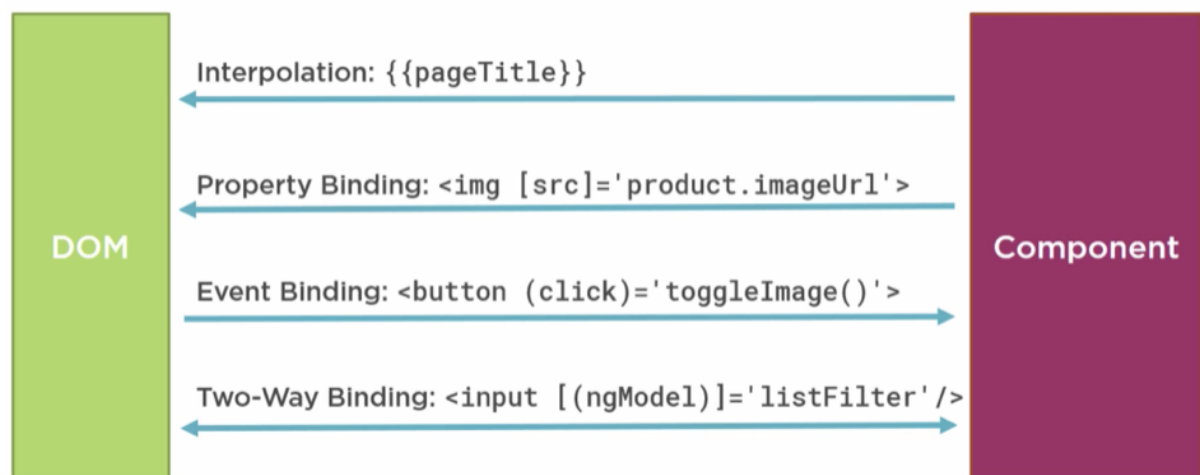 Interpolation: {{pageTitle}}
Property Binding: <img [src]='product.imageUrl'>
DOM
Component
Event Binding: <button (click)='toggleImage()'>
Two-Way Binding: <input [(ngModel)]='listFilter'/>